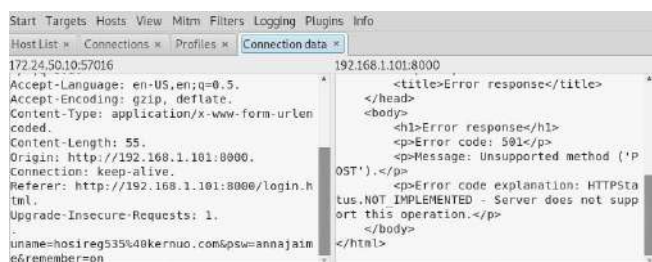 Start Targets Hosts View Mitm Filters Logging Plugins Info
Host List × Connections × Profiles × Connection data ×
172.24.50.10:57016
Accept-Language: en-US,en;q=0.5.
Accept-Encoding: gzip, deflate.
Content-Type: application/x-www-form-urlen
coded.
Content-Length: 55.
Origin: http://192.168.1.101:8000.
Connection: keep-alive.
Referer: http://192.168.1.101:8000/login.h
tml.
Upgrade-Insecure-Requests: 1.
.
uname=hosireg535%40kernuo.com&psw=annajaim
e&remember=on
192.168.1.101:8000
<title>Error response</title>
</head>
<body>
<h1>Error response</h1>
<p>Error code: 501</p>
<p>Message: Unsupported method ('P
OST').</p>
<p>Error code explanation: HTTPSta
tus.NOT_IMPLEMENTED - Server does not supp
ort this operation.</p>
</body>
</html>